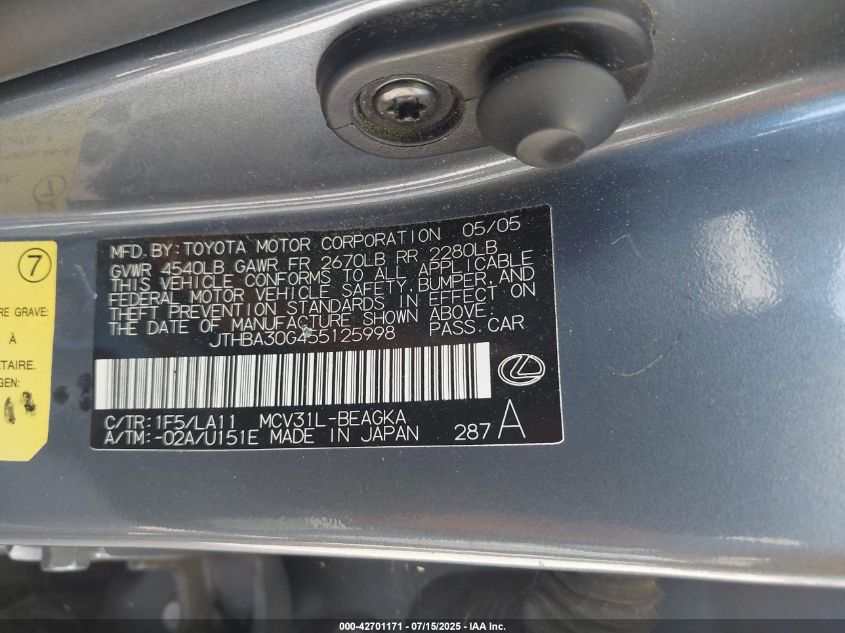 MFD. BY: TOYOTA MOTOR CORPORATION 05/05
GVWR 4540LB GAWR FR 2670LB RR 2280LB
THIS VEHICLE CONFORMS TO ALL APPLICABLE
FEDERAL MOTOR VEHICLE SAFETY, BUMPER, AND
THEFT PREVENTION STANDARDS IN EFFECT ON
THE DATE OF MANUFACTURE SHOWN ABOVE.
JTHBA30G455125998 PASS. CAR
C/TR: 1F5/LA11 MCV31L-BEAGKA
A/TM: -02A/U151E MADE IN JAPAN 287 A
7
RE GRAVE:
À
TAIRE.
GEN:
000-42701171 - 07/15/2025 - IAA Inc.